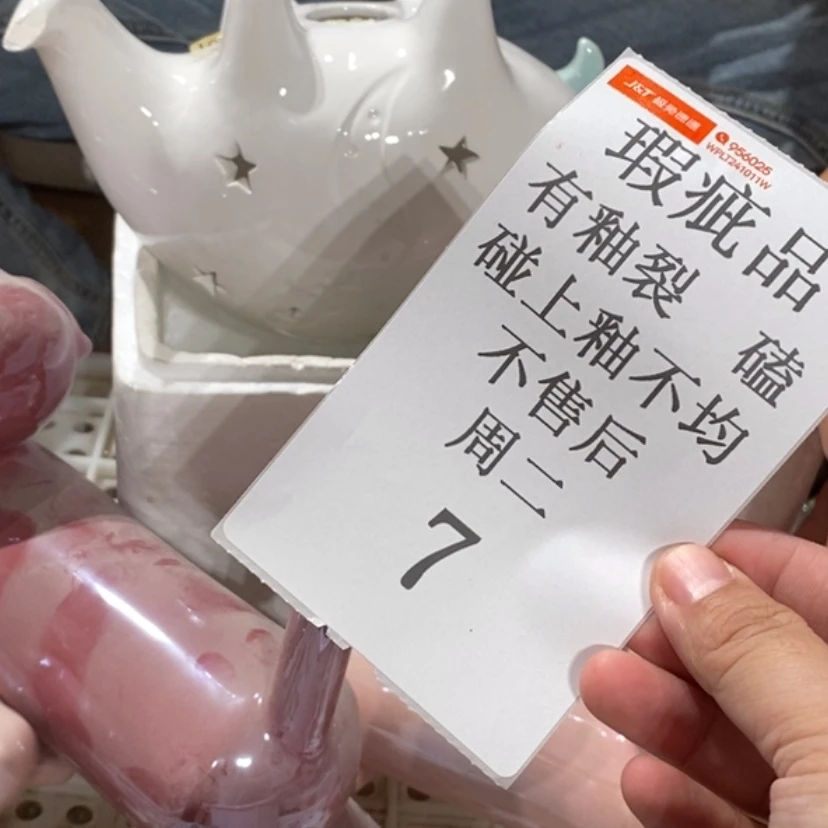 J&T 极兔速递
956025
WPLT241011W
瑕疵品
有釉裂 磕
碰上釉不均
不售后
周二
7